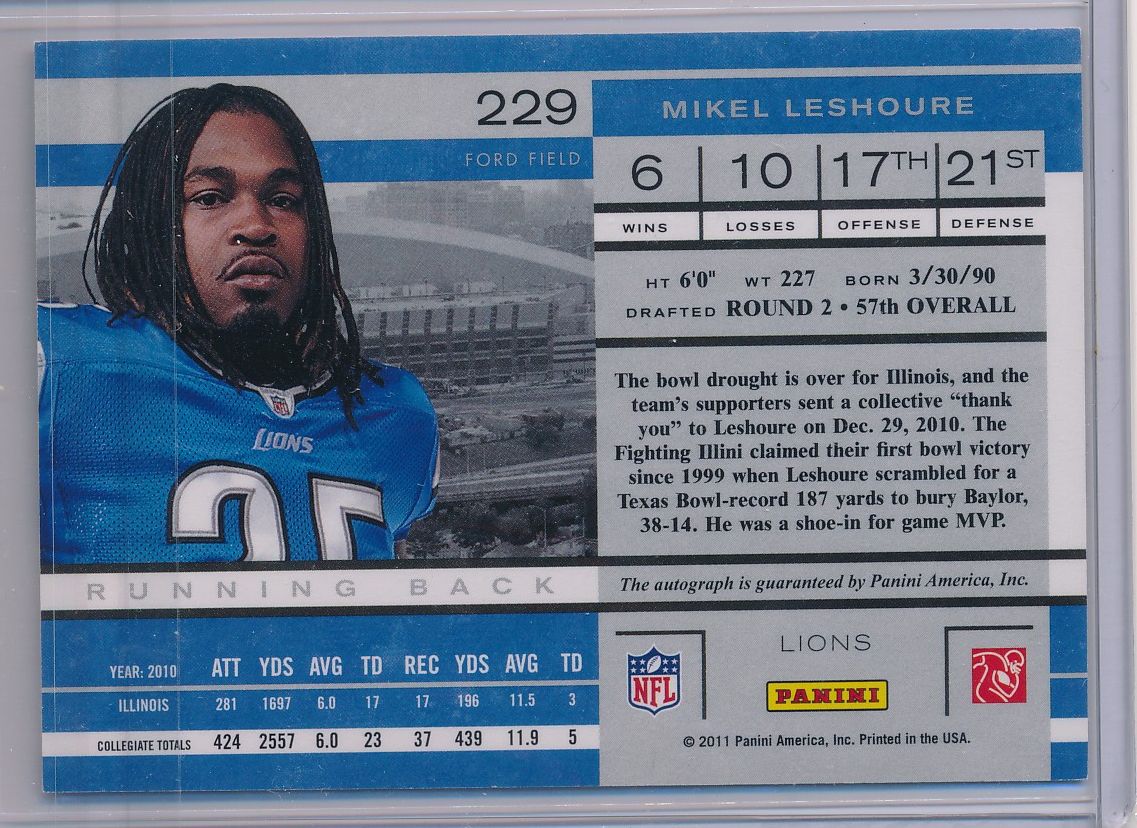 229
FORD FIELD
MIKEL LESHOURE
6 10 17TH 21ST
WINS LOSSES OFFENSE DEFENSE
HT 6'0" WT 227 BORN 3/30/90
DRAFTED ROUND 2 • 57th OVERALL
The bowl drought is over for Illinois, and the
team's supporters sent a collective “thank
you” to Leshoure on Dec. 29, 2010. The
Fighting Illini claimed their first bowl victory
since 1999 when Leshoure scrambled for a
Texas Bowl-record 187 yards to bury Baylor,
38-14. He was a shoe-in for game MVP.
The autograph is guaranteed by Panini America, Inc.
LIONS
25
RUNNING BACK
YEAR: 2010 ATT YDS AVG TD REC YDS AVG TD
ILLINOIS 281 1697 6.0 17 17 196 11.5 3
COLLEGIATE TOTALS 424 2557 6.0 23 37 439 11.9 5
LIONS
NFL
PANINI
© 2011 Panini America, Inc. Printed in the USA.